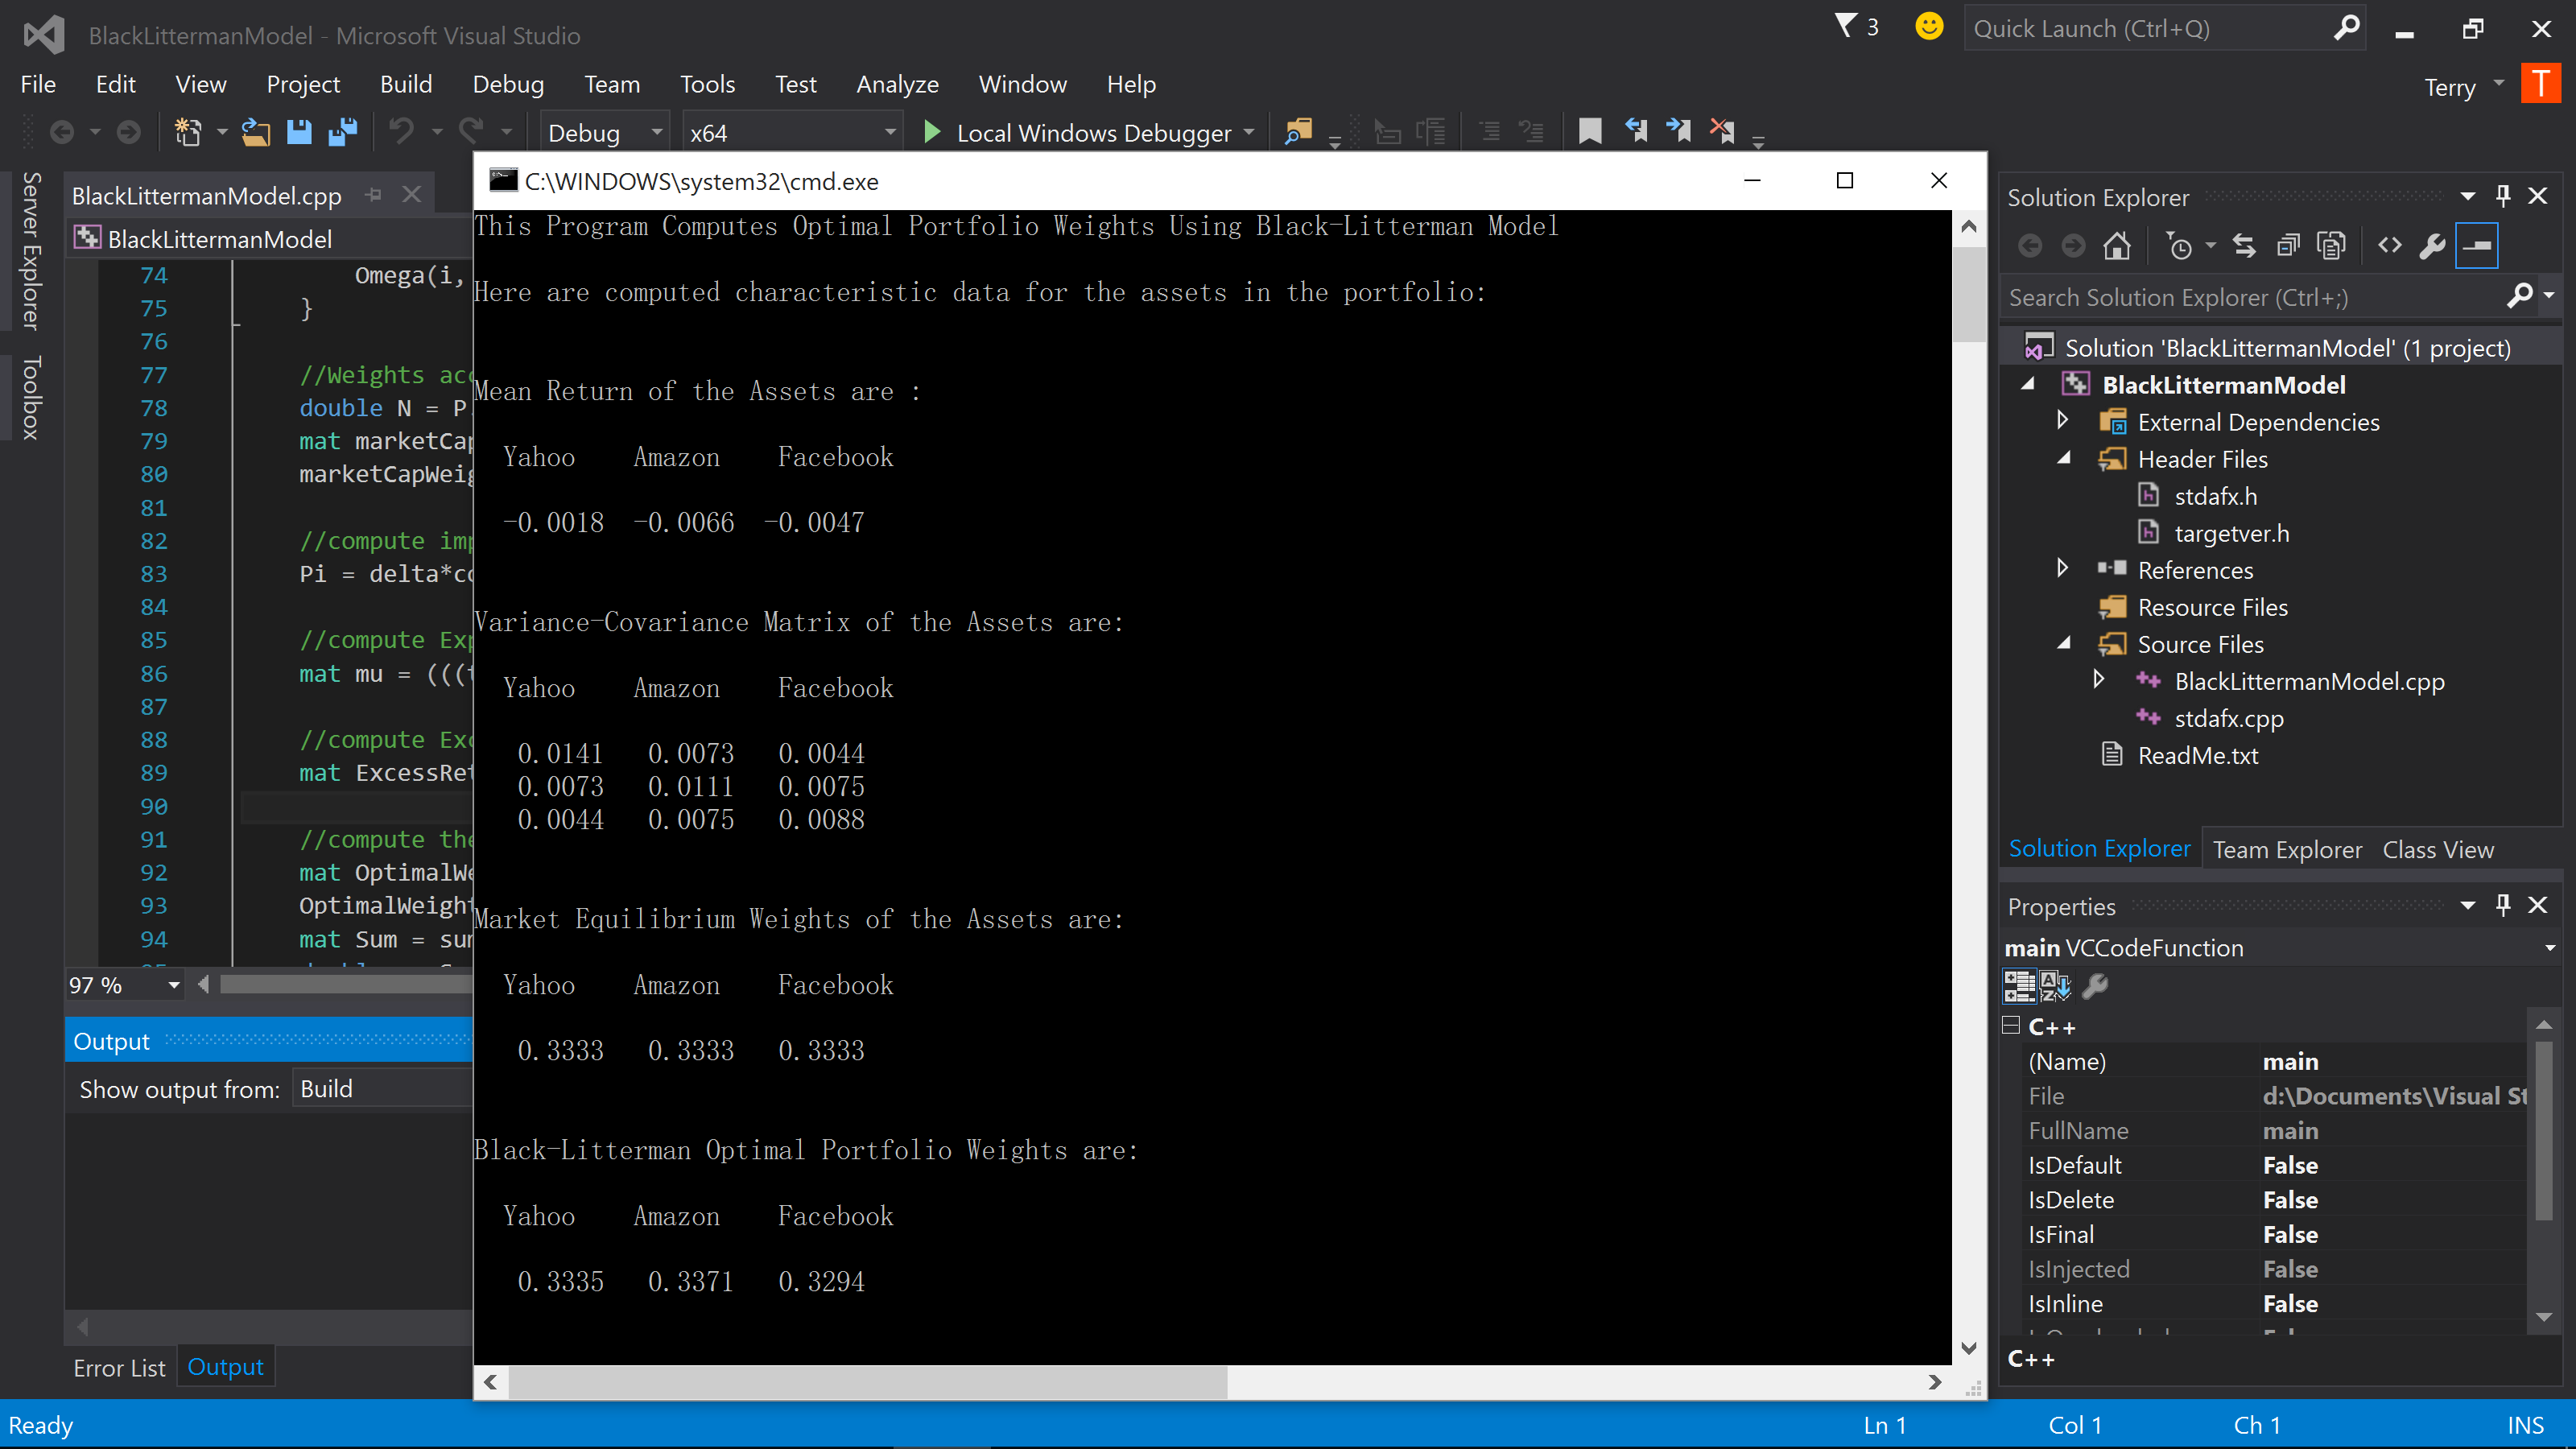 BlackLittermanModel - Microsoft Visual Studio
3
Quick Launch (Ctrl+Q)
File Edit View Project Build Debug Team Tools Test Analyze Window Help
Terry T
Debug x64 Local Windows Debugger
Server Explorer
Toolbox
BlackLittermanModel.cpp
BlackLittermanModel
74 Omega(i,
75 }
76
77 //Weights acc
78 double N = P.
79 mat marketCap
80 marketCapWeig
81
82 //compute imp
83 Pi = delta*co
84
85 //compute Exp
86 mat mu = (((t
87
88 //compute Exc
89 mat ExcessRet
90
91 //compute the
92 mat OptimalWe
93 OptimalWeight
94 mat Sum = sum
97 %
Output
Show output from: Build
Error List Output
C:\WINDOWS\system32\cmd.exe
This Program Computes Optimal Portfolio Weights Using Black-Litterman Model
Here are computed characteristic data for the assets in the portfolio:
Mean Return of the Assets are :
Yahoo Amazon Facebook
-0.0018 -0.0066 -0.0047
Variance-Covariance Matrix of the Assets are:
Yahoo Amazon Facebook
0.0141 0.0073 0.0044
0.0073 0.0111 0.0075
0.0044 0.0075 0.0088
Market Equilibrium Weights of the Assets are:
Yahoo Amazon Facebook
0.3333 0.3333 0.3333
Black-Litterman Optimal Portfolio Weights are:
Yahoo Amazon Facebook
0.3335 0.3371 0.3294
Solution Explorer
Search Solution Explorer (Ctrl+;)
Solution 'BlackLittermanModel' (1 project)
BlackLittermanModel
External Dependencies
Header Files
stdafx.h
targetver.h
References
Resource Files
Source Files
BlackLittermanModel.cpp
stdafx.cpp
ReadMe.txt
Solution Explorer Team Explorer Class View
Properties
main VCCodeFunction
C++
(Name) main
File d:\Documents\Visual St
FullName main
IsDefault False
IsDelete False
IsFinal False
IsInjected False
IsInline False
C++
Ready
Ln 1 Col 1 Ch 1 INS